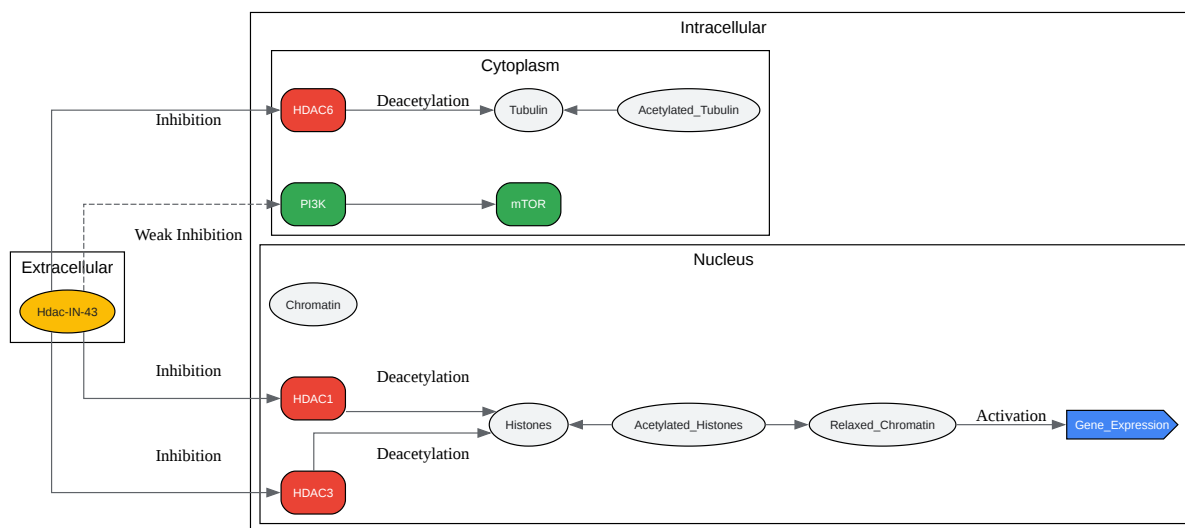 Intracellular
Cytoplasm
HDAC6
Deacetylation
Tubulin
Acetylated_Tubulin
Inhibition
PI3K
mTOR
Weak Inhibition
Extracellular
Hdac-IN-43
Nucleus
Chromatin
Inhibition
HDAC1
Deacetylation
Histones
Acetylated_Histones
Relaxed_Chromatin
Activation
Gene_Expression
Deacetylation
Inhibition
HDAC3